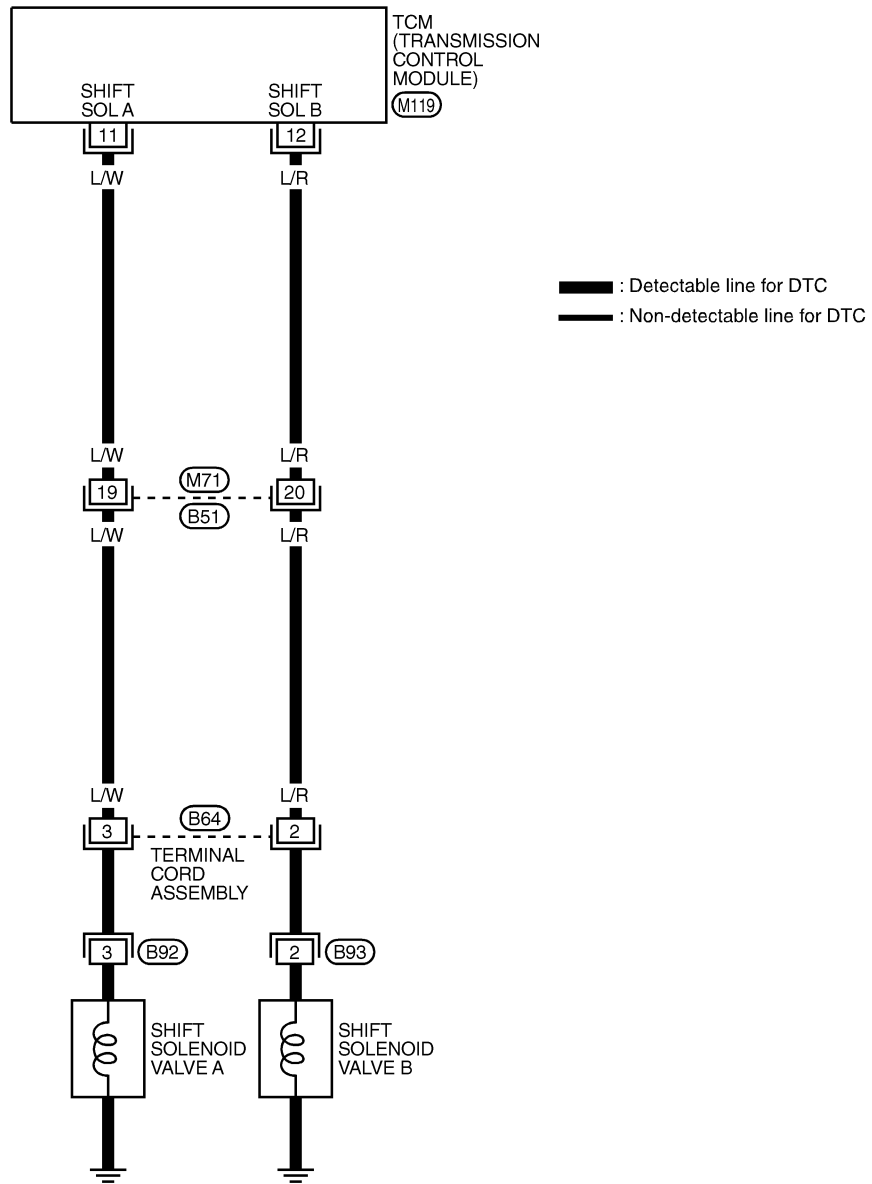 TCM
(TRANSMISSION
CONTROL
MODULE)
M119
SHIFT
SOL A
SHIFT
SOL B
11
12
L/W
L/R
: Detectable line for DTC
: Non-detectable line for DTC
L/W
L/R
M71
19
20
B51
L/W
L/R
L/W
L/R
B64
3
2
TERMINAL
CORD
ASSEMBLY
3
B92
2
B93
SHIFT
SOLENOID
VALVE A
SHIFT
SOLENOID
VALVE B